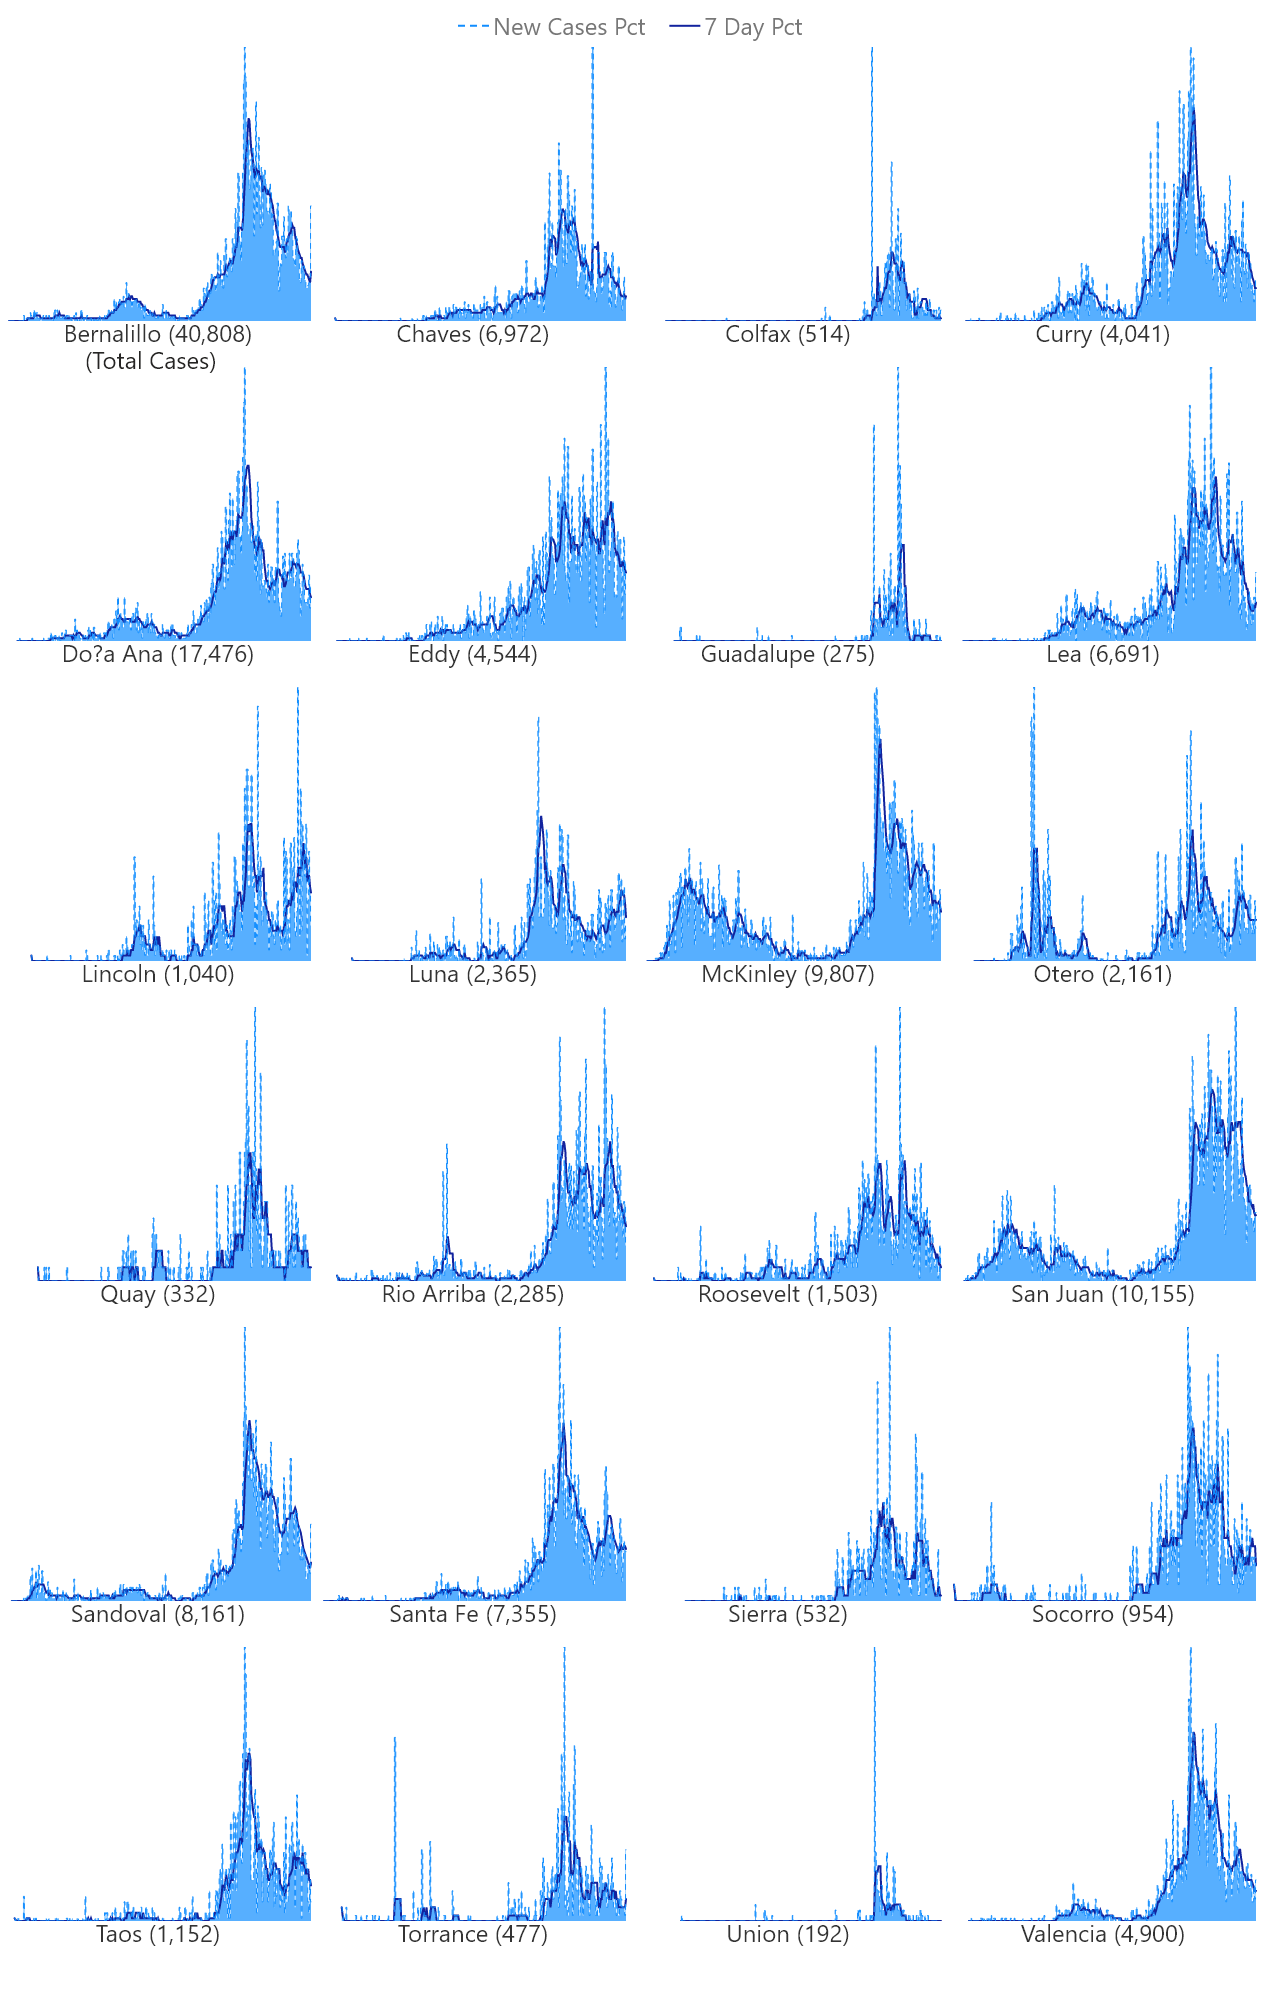 New Cases Pct 7 Day Pct
Bernalillo (40,808) Chaves (6,972) Colfax (514) Curry (4,041)
(Total Cases)
Do?a Ana (17,476) Eddy (4,544) Guadalupe (275) Lea (6,691)
Lincoln (1,040) Luna (2,365) McKinley (9,807) Otero (2,161)
Quay (332) Rio Arriba (2,285) Roosevelt (1,503) San Juan (10,155)
Sandoval (8,161) Santa Fe (7,355) Sierra (532) Socorro (954)
Taos (1,152) Torrance (477) Union (192) Valencia (4,900)